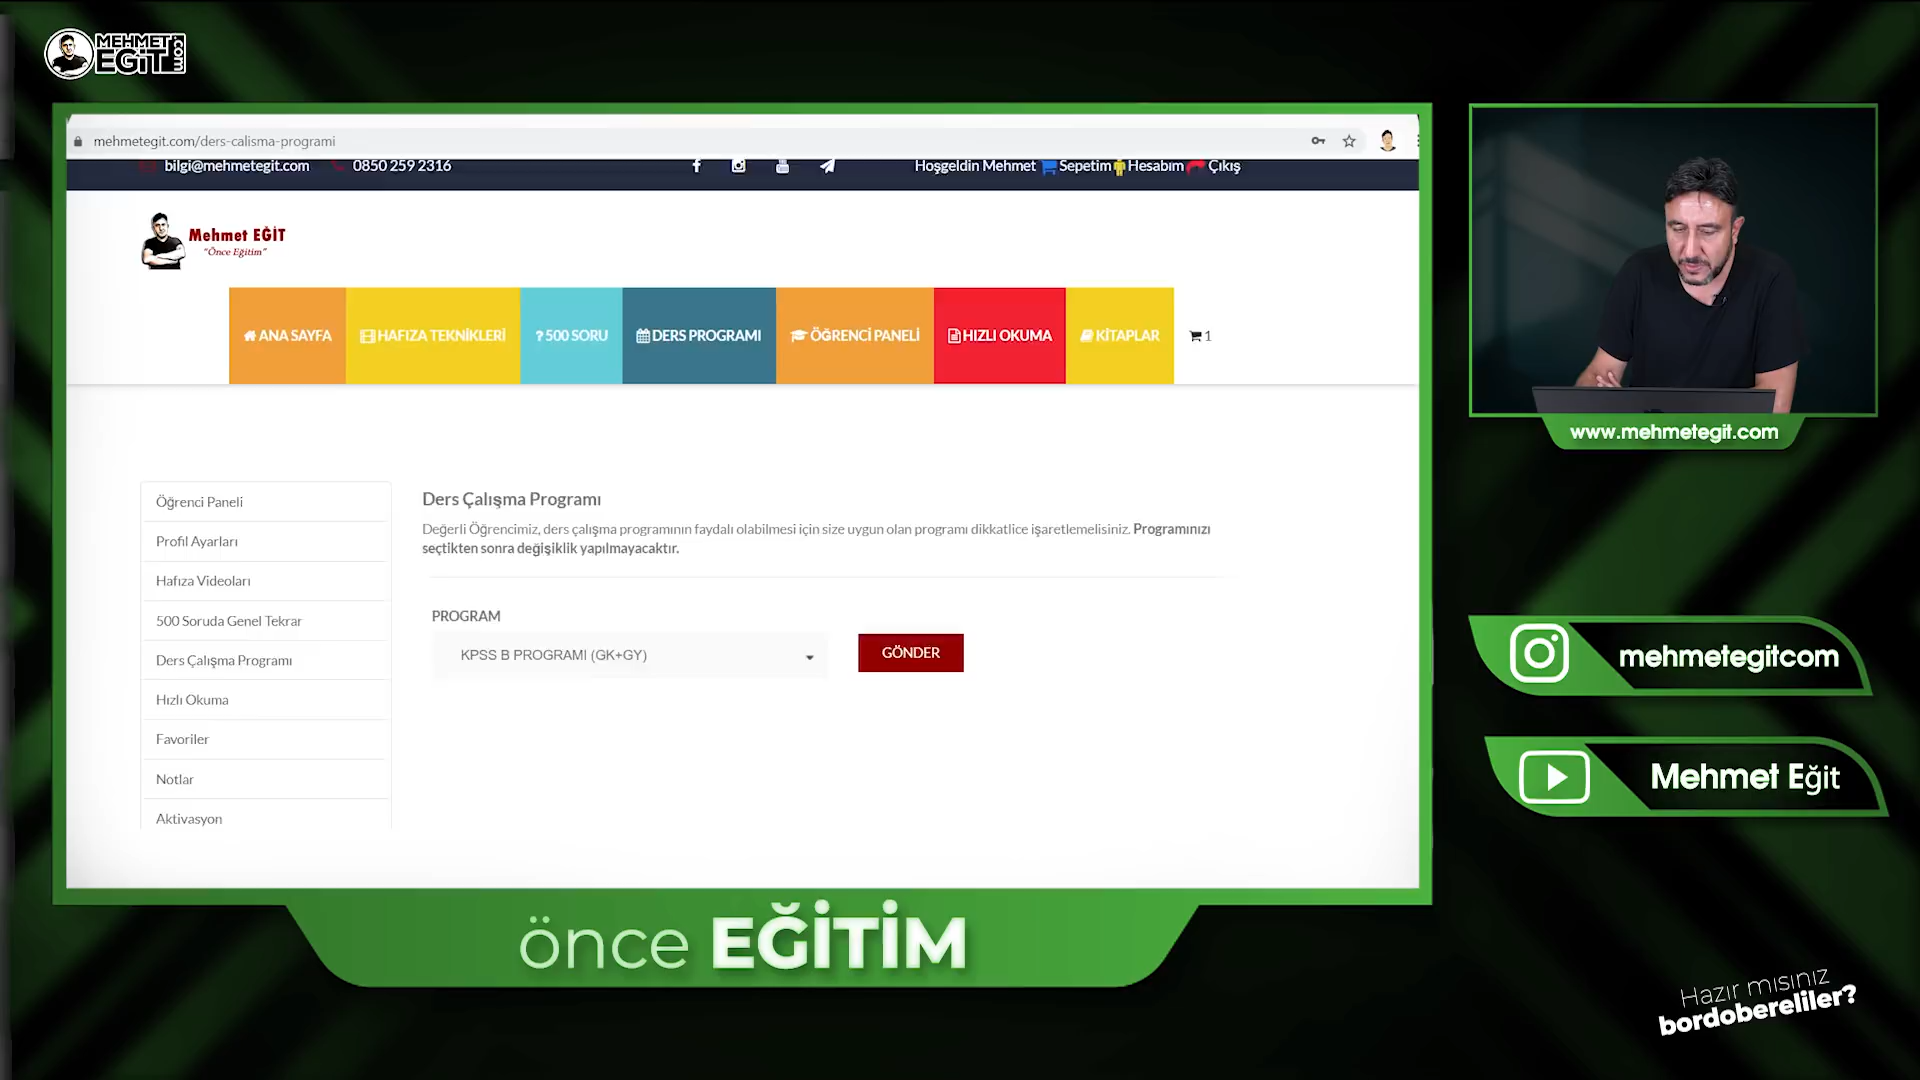 MEHMET
EGiT
.com
mehmetegit.com/ders-calisma-programi
bilgi@mehmetegit.com 0850 259 2316 Hoşgeldin Mehmet Sepetim Hesabım Çıkış
Mehmet EĞİT
"Önce Eğitim"
ANA SAYFA HAFIZA TEKNİKLERİ ? 500 SORU DERS PROGRAMI ÖĞRENCİ PANELİ HIZLI OKUMA KİTAPLAR 1
Öğrenci Paneli
Profil Ayarları
Hafıza Videoları
500 Soruda Genel Tekrar
Ders Çalışma Programı
Hızlı Okuma
Favoriler
Notlar
Aktivasyon
Ders Çalışma Programı
Değerli Öğrencimiz, ders çalışma programının faydalı olabilmesi için size uygun olan programı dikkatlice işaretlemelisiniz. Programınızı
seçtikten sonra değişiklik yapılmayacaktır.
PROGRAM
KPSS B PROGRAMI (GK+GY)
GÖNDER
www.mehmetegit.com
mehmetegitcom
Mehmet Eğit
önce EĞİTİM
Hazır mısınız
bordobereliler?